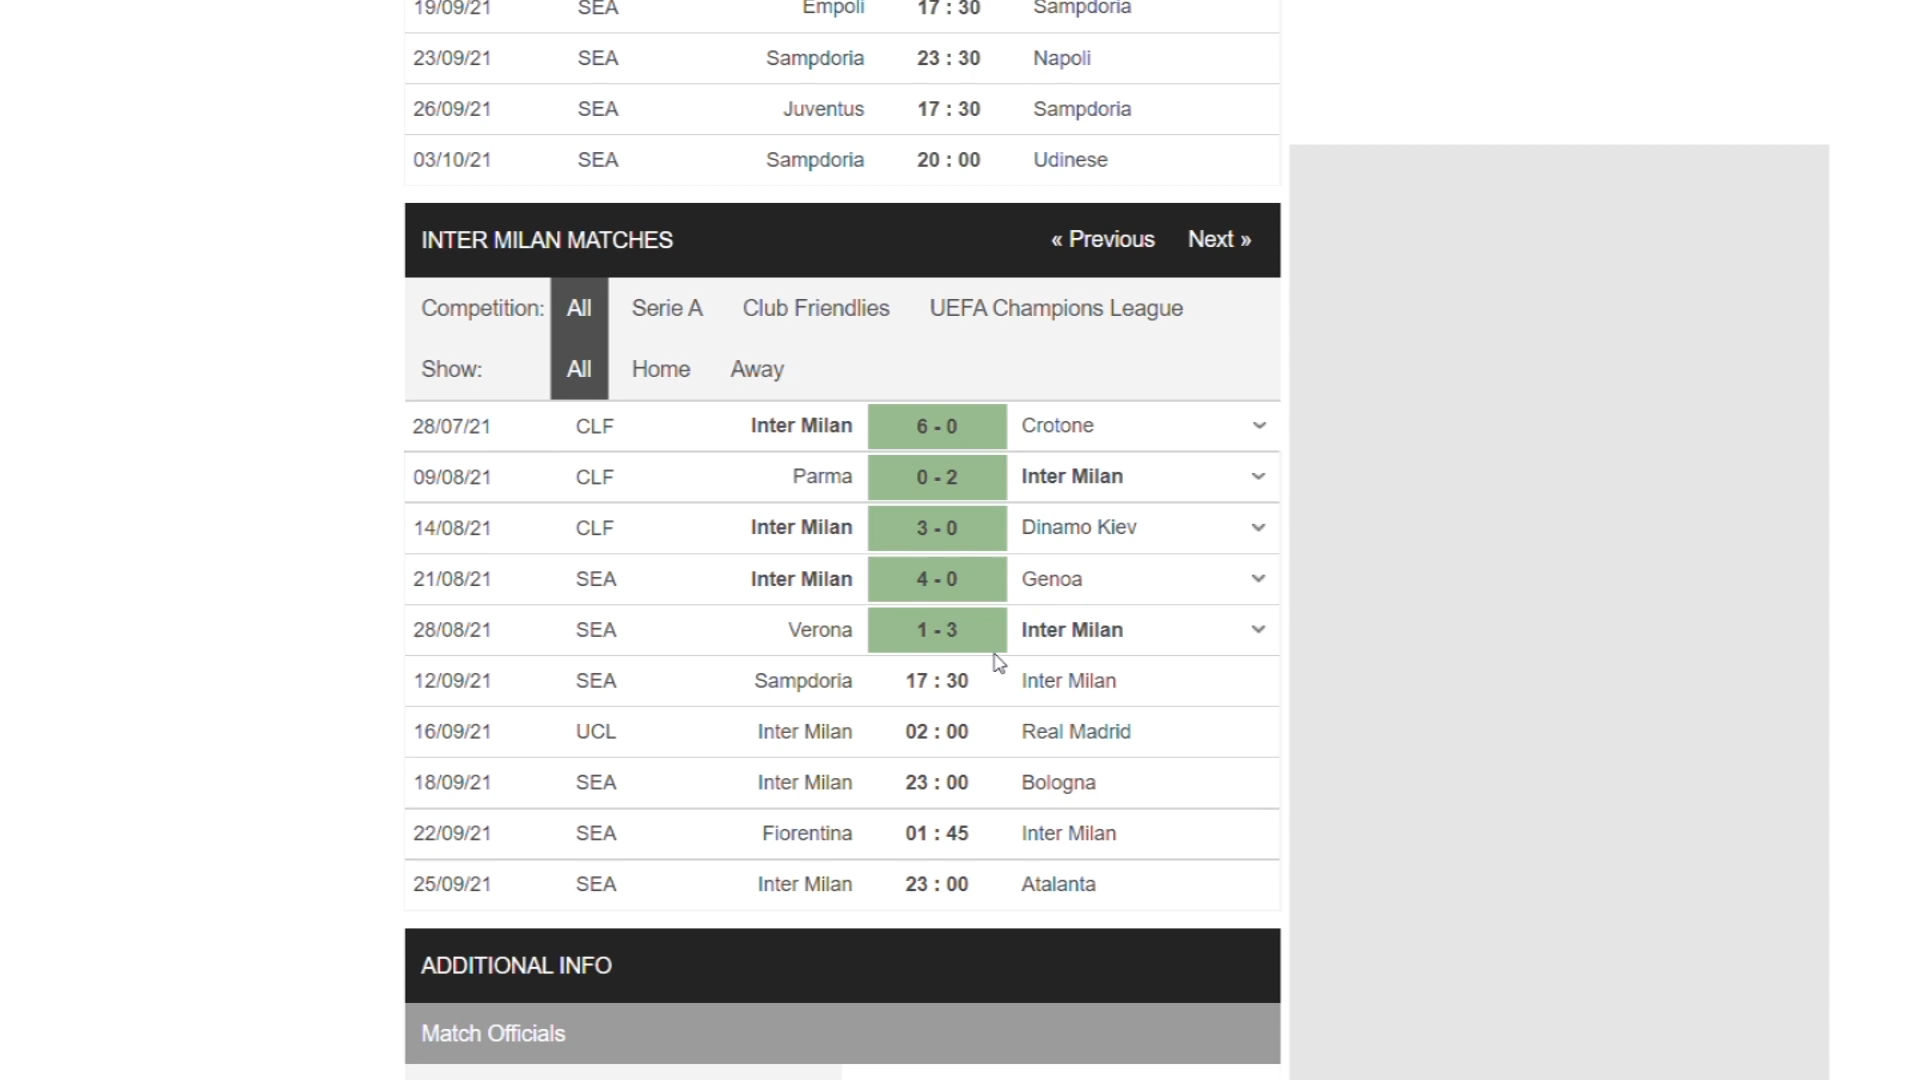 19/09/21 SEA Empoli 17 : 30 Sampdoria
23/09/21 SEA Sampdoria 23 : 30 Napoli
26/09/21 SEA Juventus 17 : 30 Sampdoria
03/10/21 SEA Sampdoria 20 : 00 Udinese
INTER MILAN MATCHES « Previous Next »
Competition: All Serie A Club Friendlies UEFA Champions League
Show: All Home Away
28/07/21 CLF Inter Milan 6 - 0 Crotone
09/08/21 CLF Parma 0 - 2 Inter Milan
14/08/21 CLF Inter Milan 3 - 0 Dinamo Kiev
21/08/21 SEA Inter Milan 4 - 0 Genoa
28/08/21 SEA Verona 1 - 3 Inter Milan
12/09/21 SEA Sampdoria 17 : 30 Inter Milan
16/09/21 UCL Inter Milan 02 : 00 Real Madrid
18/09/21 SEA Inter Milan 23 : 00 Bologna
22/09/21 SEA Fiorentina 01 : 45 Inter Milan
25/09/21 SEA Inter Milan 23 : 00 Atalanta
ADDITIONAL INFO
Match Officials